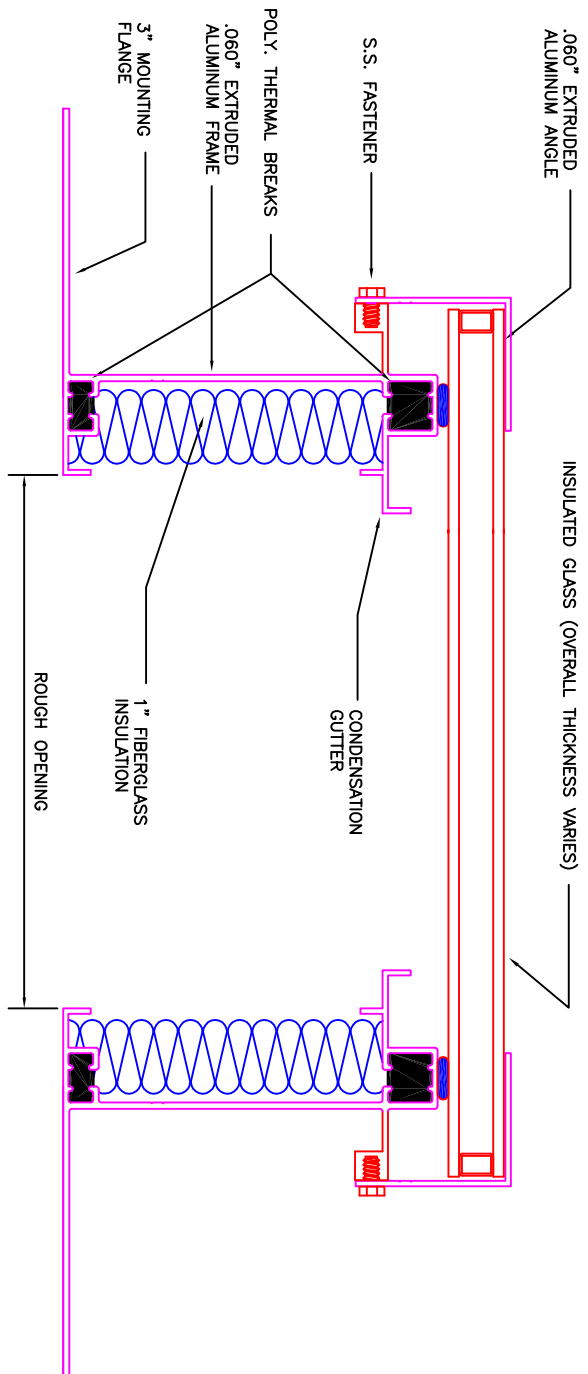 INSULATED GLASS (OVERALL THICKNESS VARIES)
.060" EXTRUDED
ALUMINUM ANGLE
S.S. FASTENER
CONDENSATION
GUTTER
POLY. THERMAL BREAKS
.060" EXTRUDED
ALUMINUM FRAME
1" FIBERGLASS
INSULATION
3" MOUNTING
FLANGE
ROUGH OPENING